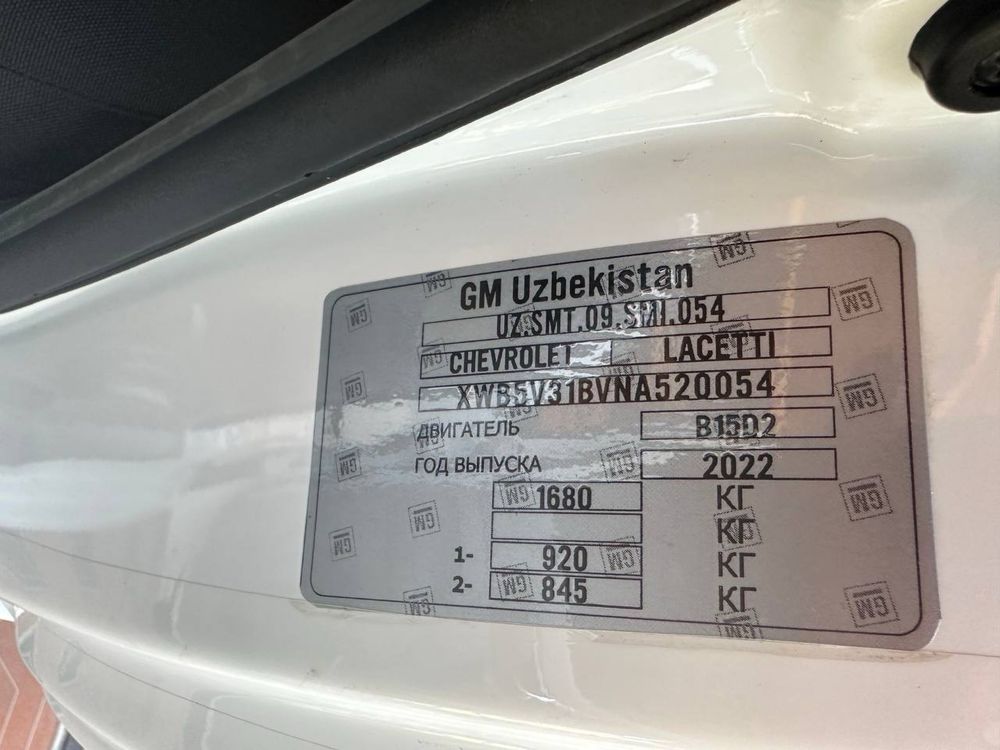 GM Uzbekistan
UZ.SMT.09.SMI.054
CHEVROLET LACETTI
XWB5V31BVNA520054
ДВИГАТЕЛЬ B15D2
ГОД ВЫПУСКА 2022
1680 КГ
КГ
1- 920 КГ
2- 845 КГ